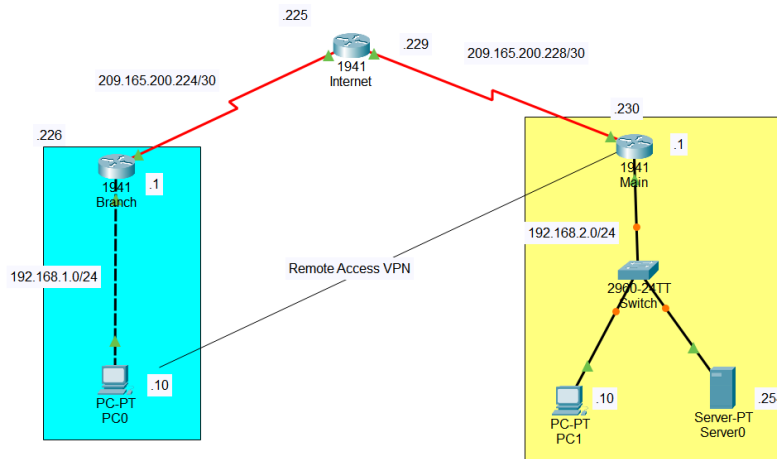 .225
1941
Internet
.229
209.165.200.228/30
209.165.200.224/30
.230
.226
1941
Main
.1
1941
Branch
.1
192.168.2.0/24
192.168.1.0/24
Remote Access VPN
2960-24TT
Switch
.10
PC-PT
PC0
.10
PC-PT
PC1
Server-PT
Server0
.25